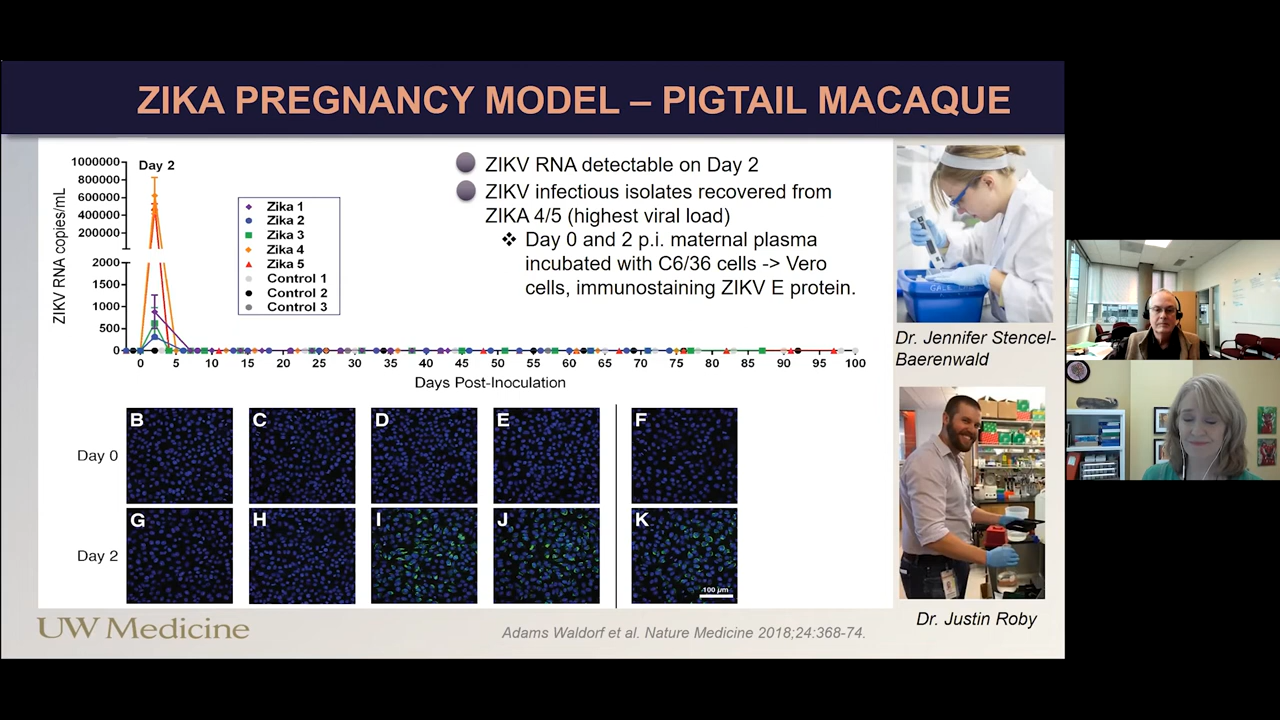 ZIKA PREGNANCY MODEL – PIGTAIL MACAQUE
Day 2
ZIKV RNA copies/mL
1000000
800000
600000
400000
200000
2000
1500
1000
500
0
0 5 10 15 20 25 30 35 40 45 50 55 60 65 70 75 80 85 90 95 100
Days Post-Inoculation
Zika 1
Zika 2
Zika 3
Zika 4
Zika 5
Control 1
Control 2
Control 3
ZIKV RNA detectable on Day 2
ZIKV infectious isolates recovered from
ZIKA 4/5 (highest viral load)
Day 0 and 2 p.i. maternal plasma
incubated with C6/36 cells -> Vero
cells, immunostaining ZIKV E protein.
Dr. Jennifer Stencel-
Baerenwald
Day 0
B C D E F
Day 2
G H I J K
100 µm
Dr. Justin Roby
UW Medicine
Adams Waldorf et al. Nature Medicine 2018;24:368-74.